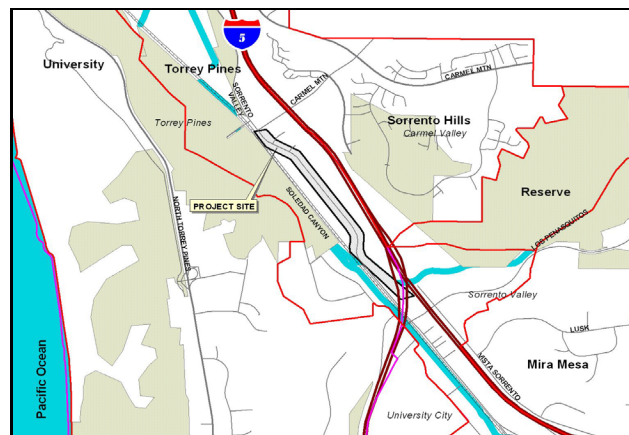 5
University
Torrey Pines
CARMEL MTN
SORRENTO
VALLEY
CARMEL MTN
Torrey Pines
Sorrento Hills
Carmel Valley
Reserve
PROJECT SITE
NORTH TORREY PINES
SOLEDAD CANYON
LOS PENASQUITOS
Sorrento Valley
LUSK
Pacific Ocean
VISTA SORRENTO
Mira Mesa
University City